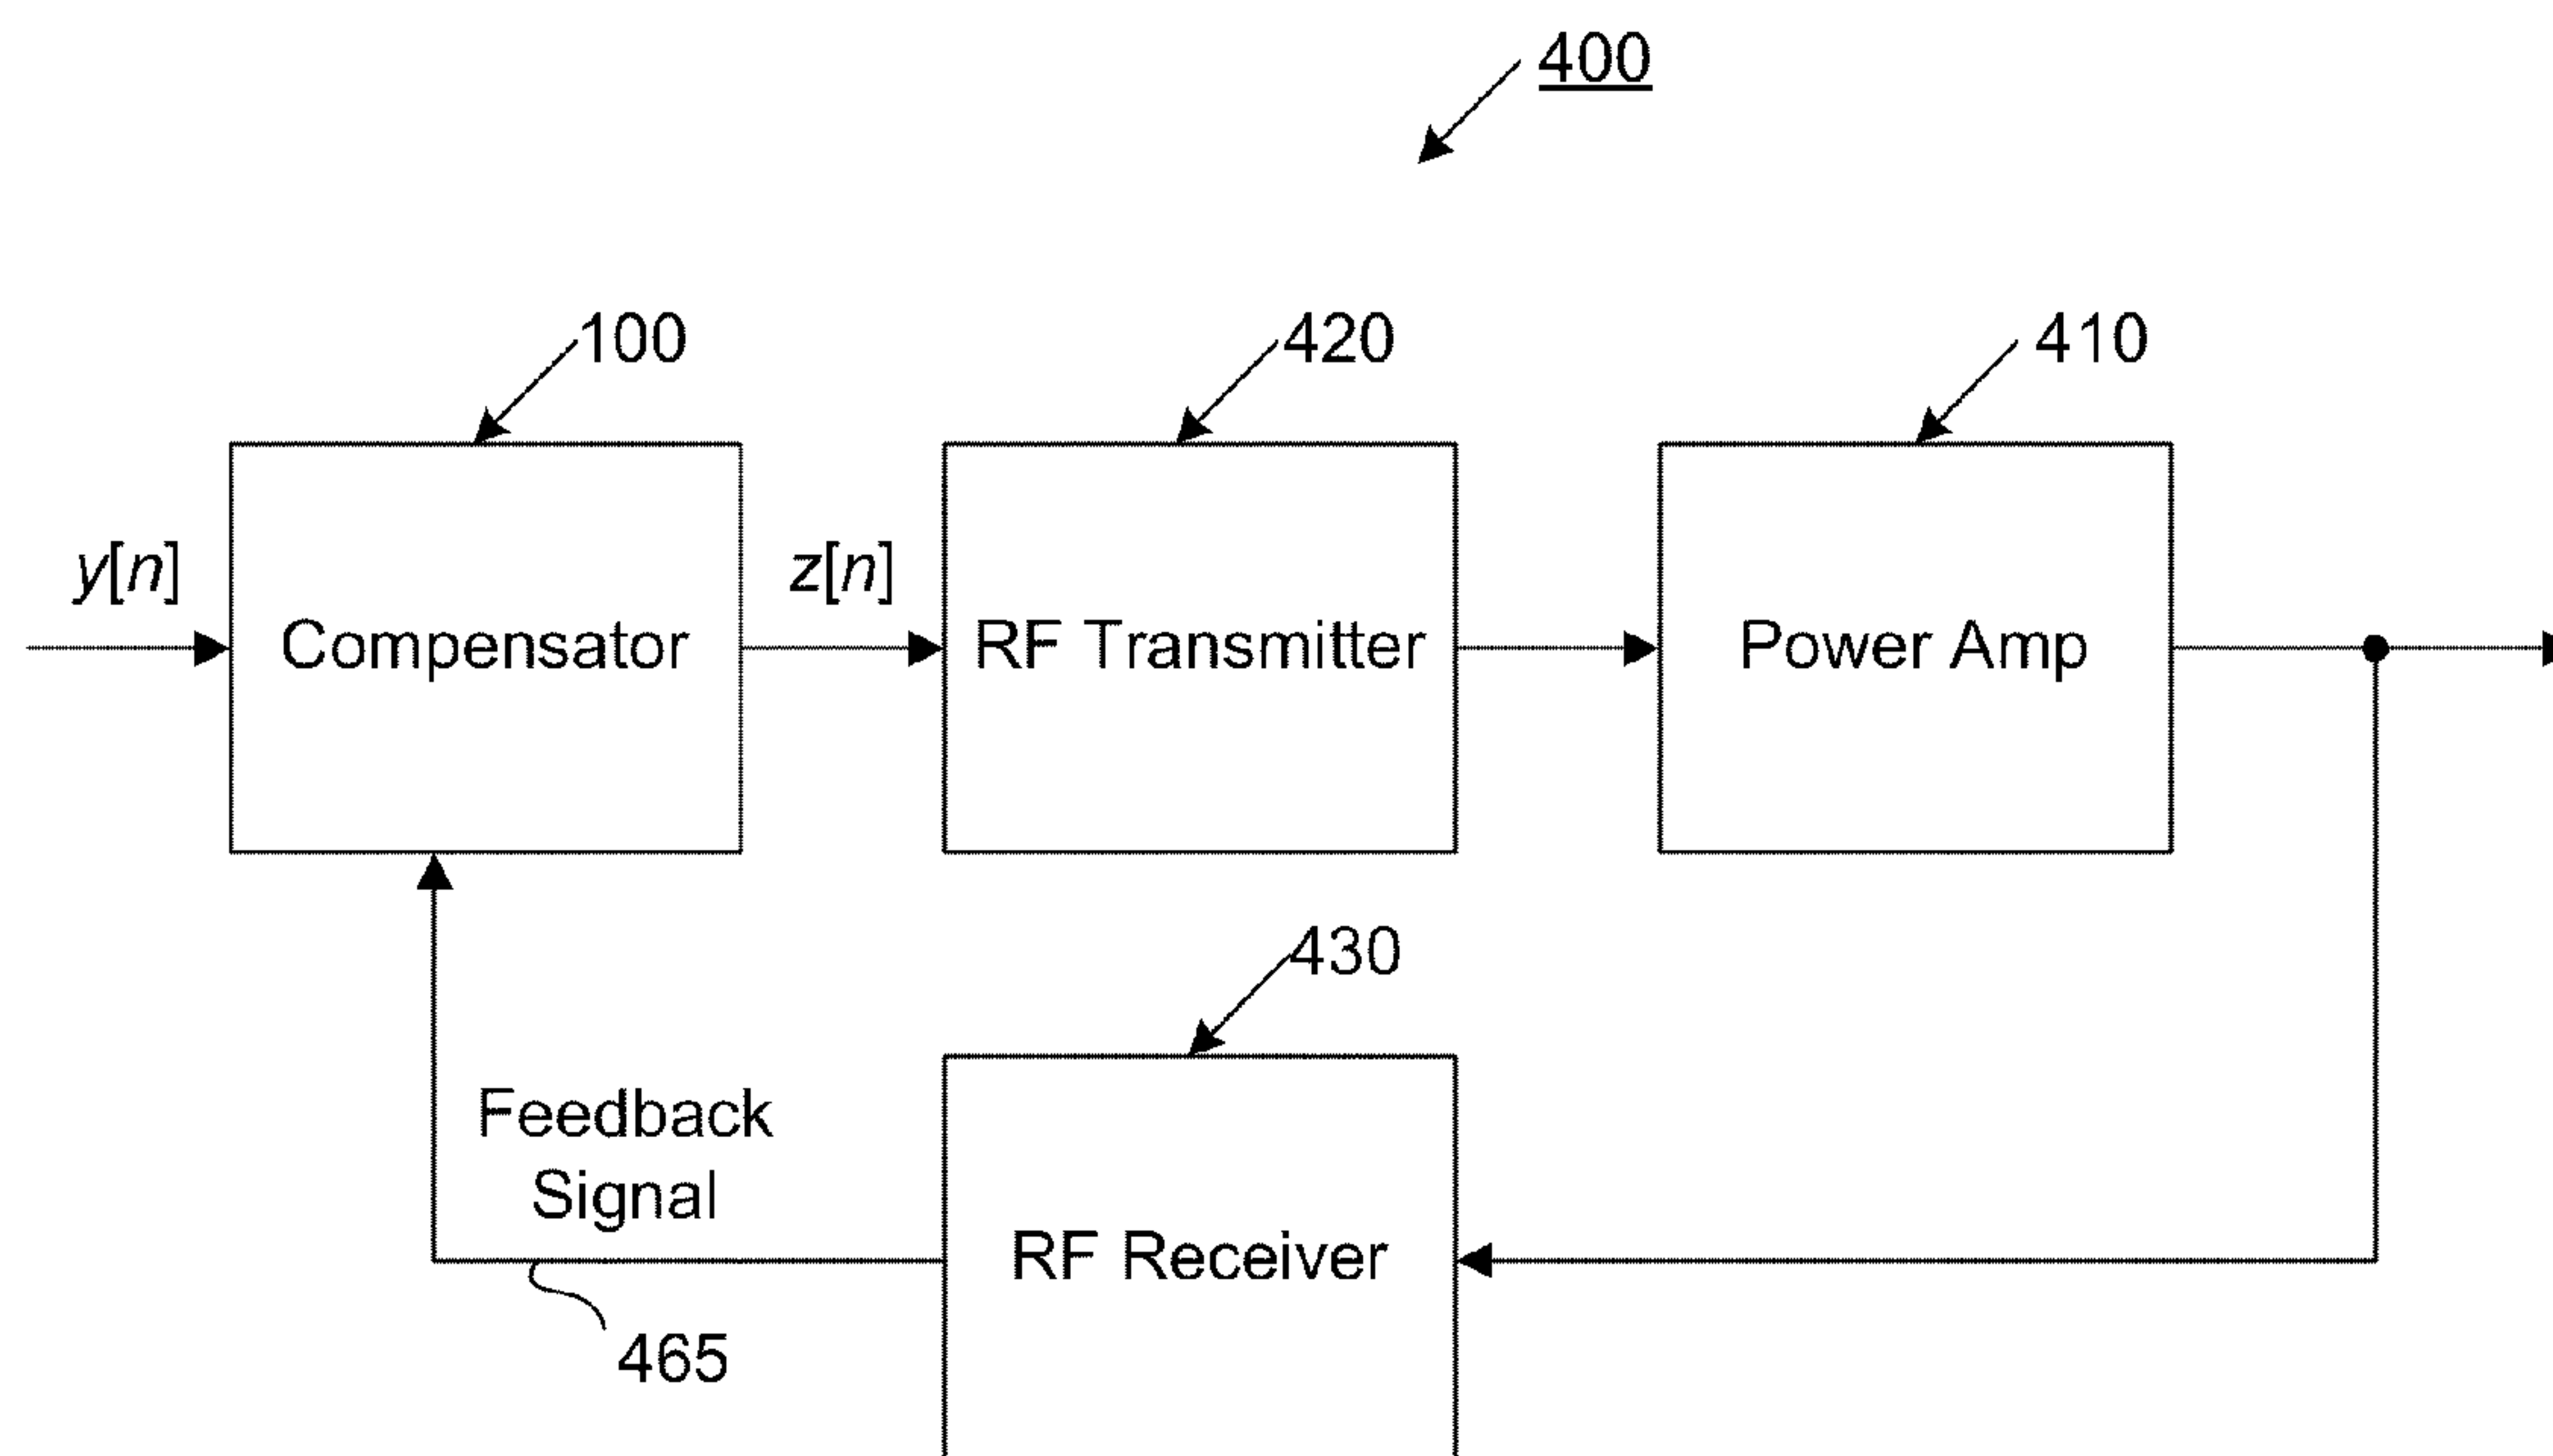 400
100
420
410
y[n]
z[n]
Compensator
RF Transmitter
Power Amp
430
Feedback
Signal
RF Receiver
465